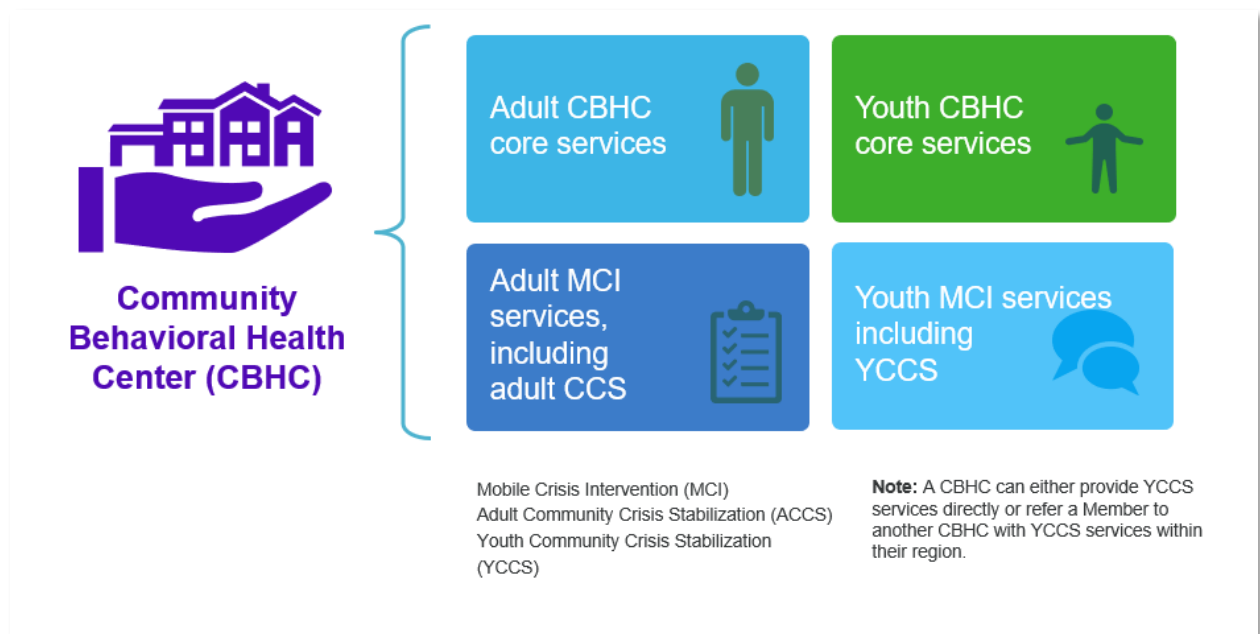 Community
Behavioral Health
Center (CBHC)
Adult CBHC
core services
Youth CBHC
core services
Adult MCI
services,
including
adult CCS
Youth MCI services
including
YCCS
Mobile Crisis Intervention (MCI)
Adult Community Crisis Stabilization (ACCS)
Youth Community Crisis Stabilization
(YCCS)
Note: A CBHC can either provide YCCS
services directly or refer a Member to
another CBHC with YCCS services within
their region.